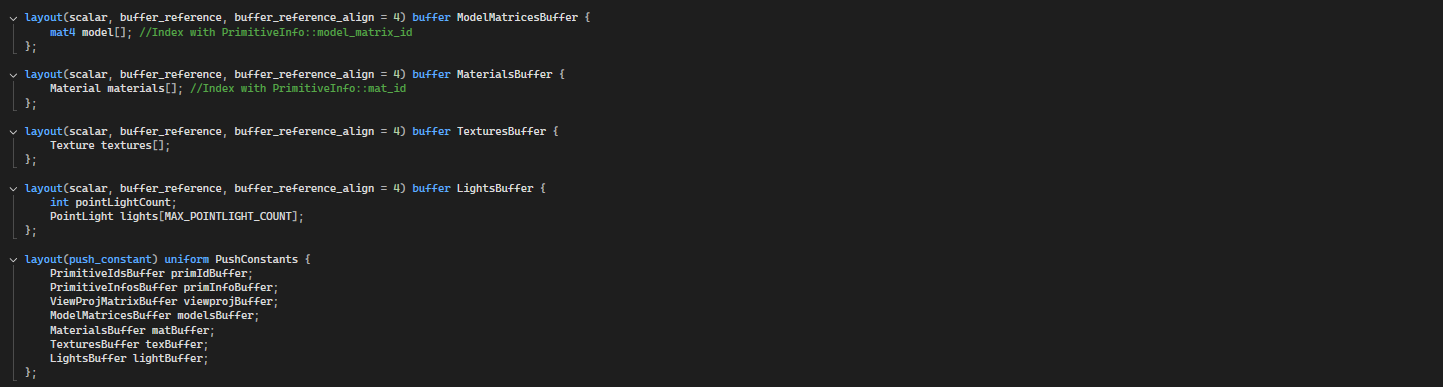 layout(scalar, buffer_reference, buffer_reference_align = 4) buffer ModelMatricesBuffer {
    mat4 model[]; //Index with PrimitiveInfo::model_matrix_id
};

layout(scalar, buffer_reference, buffer_reference_align = 4) buffer MaterialsBuffer {
    Material materials[]; //Index with PrimitiveInfo::mat_id
};

layout(scalar, buffer_reference, buffer_reference_align = 4) buffer TexturesBuffer {
    Texture textures[];
};

layout(scalar, buffer_reference, buffer_reference_align = 4) buffer LightsBuffer {
    int pointLightCount;
    PointLight lights[MAX_POINTLIGHT_COUNT];
};

layout(push_constant) uniform PushConstants {
    PrimitiveIdsBuffer primIdBuffer;
    PrimitiveInfosBuffer primInfoBuffer;
    ViewProjMatrixBuffer viewprojBuffer;
    ModelMatricesBuffer modelsBuffer;
    MaterialsBuffer matBuffer;
    TexturesBuffer texBuffer;
    LightsBuffer lightBuffer;
};